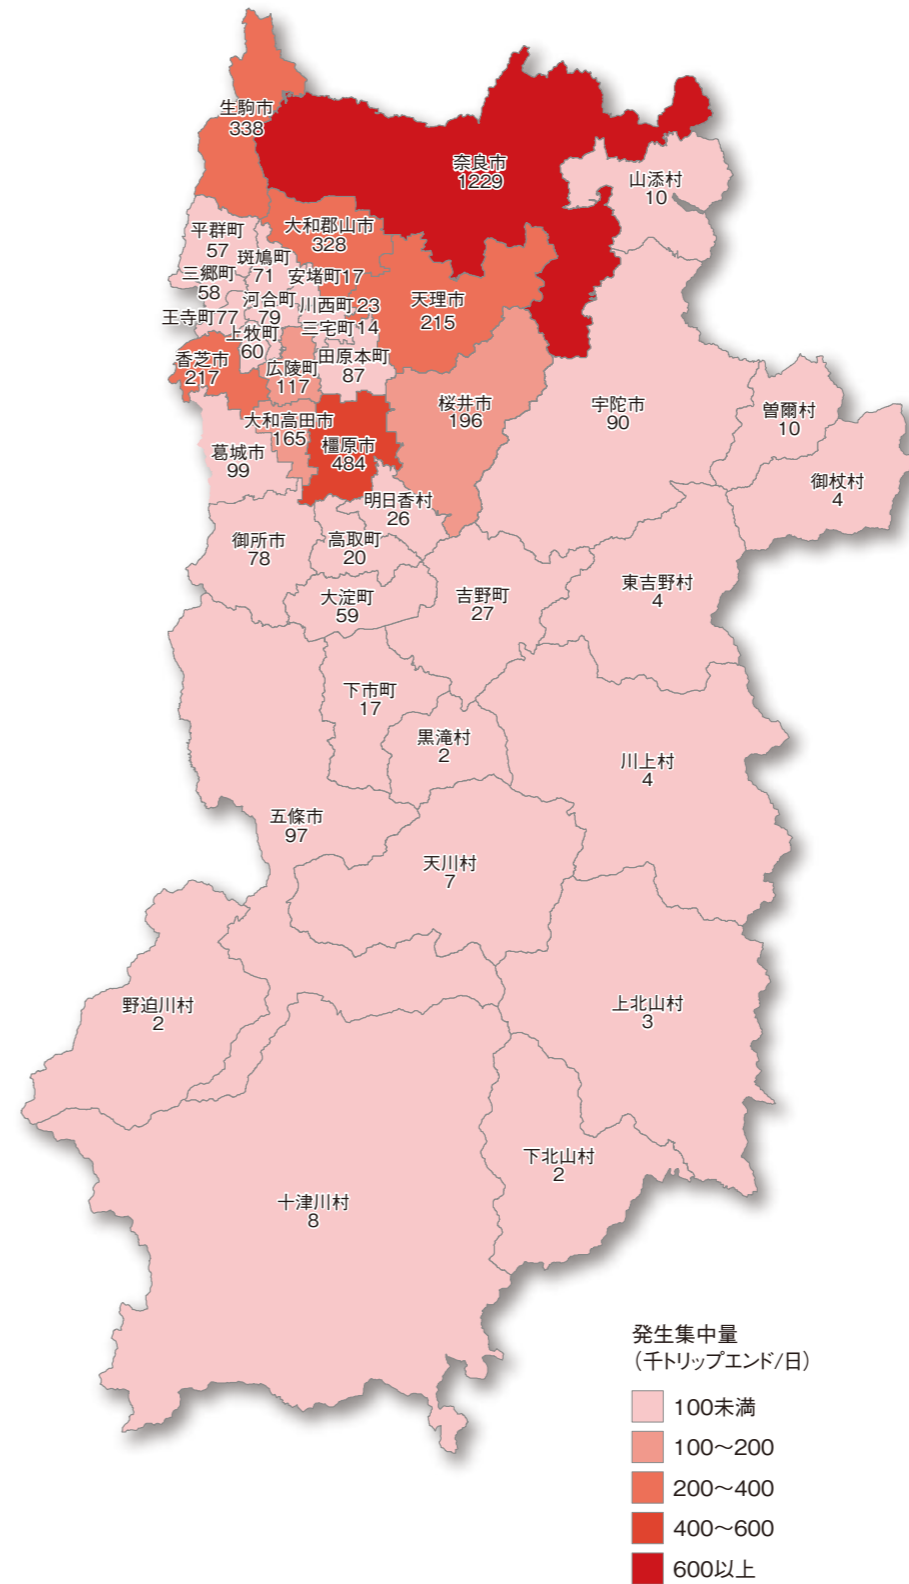 生駒市
338
奈良市
1229
山添村
10
平群町
57
大和郡山市
328
斑鳩町
71
安堵町17
三郷町
58
河合町
79
川西町23
天理市
215
王寺町77
上牧町
60
三宅町14
香芝市
217
広陵町
117
田原本町
87
桜井市
196
宇陀市
90
曽爾村
10
御杖村
4
大和高田市
165
橿原市
484
葛城市
99
明日香村
26
御所市
78
高取町
20
大淀町
59
吉野町
27
東吉野村
4
下市町
17
黒滝村
2
川上村
4
五條市
97
天川村
7
野迫川村
2
上北山村
3
下北山村
2
十津川村
8
発生集中量
（千トリップエンド/日）
100未満
100～200
200～400
400～600
600以上